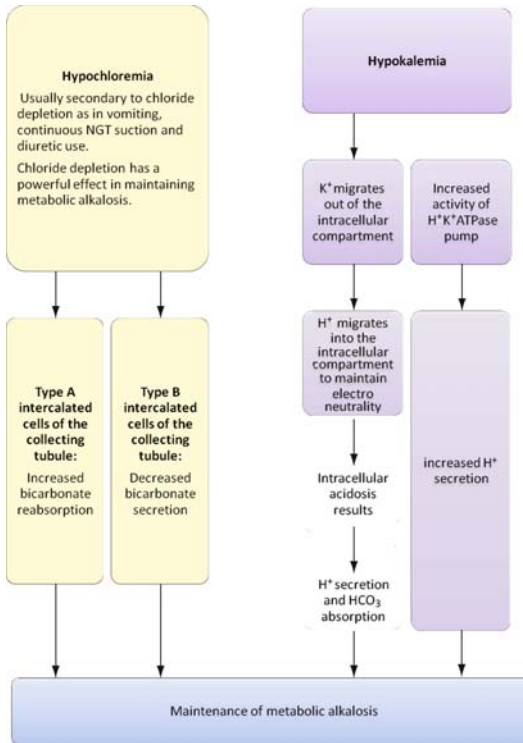 Hypochloremia
Usually secondary to chloride
depletion as in vomiting,
continuous NGT suction and
diuretic use.
Chloride depletion has a
powerful effect in maintaining
metabolic alkalosis.
Type A
intercalated
cells of the
collecting
tubule:
Increased
bicarbonate
reabsorption
Type B
intercalated
cells of the
collecting
tubule:
Decreased
bicarbonate
secretion
Hypokalemia
K⁺ migrates
out of the
intracellular
compartment
Increased
activity of
H⁺K⁺ATPase
pump
H⁺ migrates
into the
intracellular
compartment
to maintain
electro
neutrality
Intracellular
acidosis
results
H⁺ secretion
and HCO₃
absorption
increased H⁺
secretion
Maintenance of metabolic alkalosis